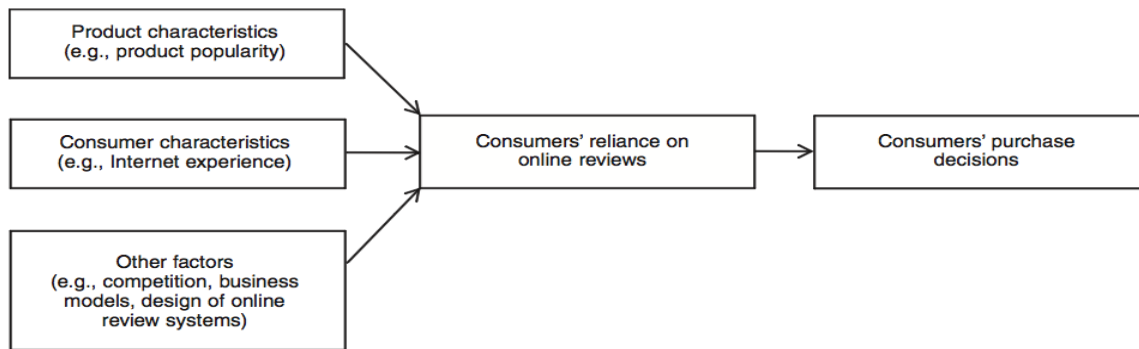 Product characteristics
(e.g., product popularity)
Consumer characteristics
(e.g., Internet experience)
Other factors
(e.g., competition, business
models, design of online
review systems)
Consumers' reliance on
online reviews
Consumers' purchase
decisions